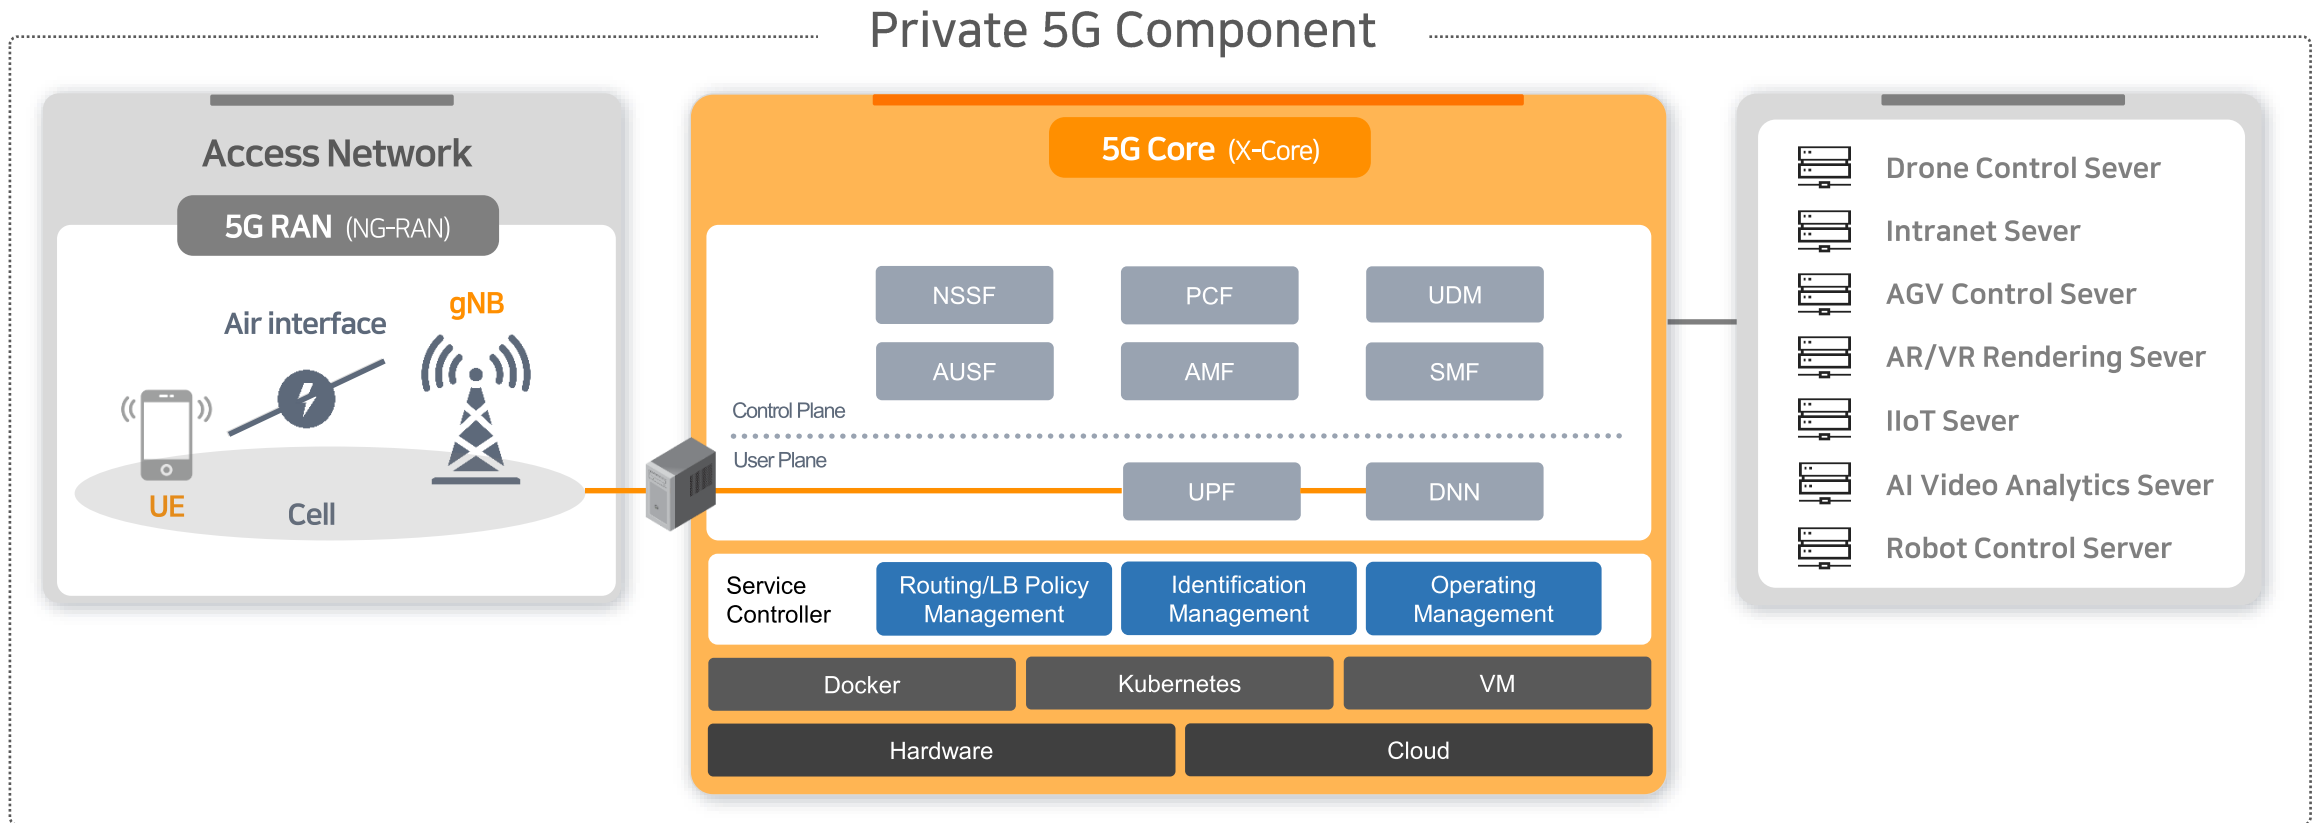 Private 5G Component
Access Network
5G RAN (NG-RAN)
Air interface
gNB
UE
Cell
5G Core (X-Core)
NSSF
PCF
UDM
AUSF
AMF
SMF
Control Plane
User Plane
UPF
DNN
Service
Controller
Routing/LB Policy
Management
Identification
Management
Operating
Management
Docker
Kubernetes
VM
Hardware
Cloud
Drone Control Sever
Intranet Sever
AGV Control Sever
AR/VR Rendering Sever
IIoT Sever
AI Video Analytics Sever
Robot Control Server